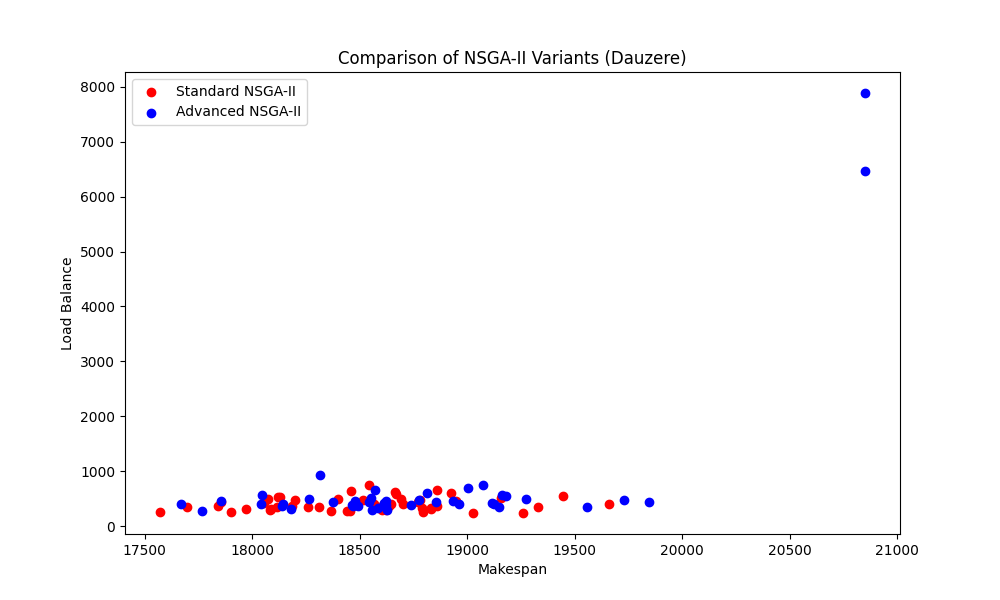 Comparison of NSGA-II Variants (Dauzere)
Standard NSGA-II
Advanced NSGA-II
8000
7000
6000
5000
4000
3000
2000
1000
0
Load Balance
17500 18000 18500 19000 19500 20000 20500 21000
Makespan